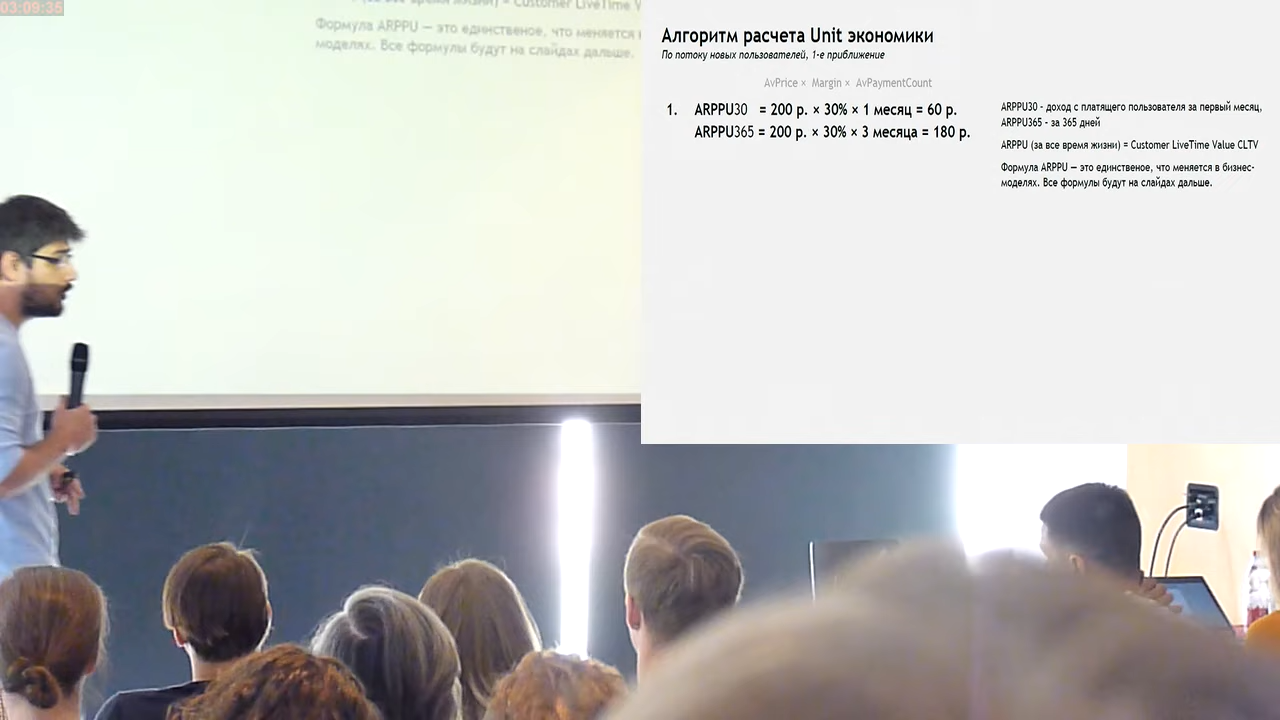 03:09:35
время жизни) = Customer LiveTime V
Формула ARPPU — это единственое, что меняется
моделях. Все формулы будут на слайдах дальше.
Алгоритм расчета Unit экономики
По потоку новых пользователей, 1-е приближение
AvPrice × Margin × AvPaymentCount
1. ARPPU30 = 200 р. × 30% × 1 месяц = 60 р.
ARPPU365 = 200 р. × 30% × 3 месяца = 180 р.
ARPPU30 - доход с платящего пользователя за первый месяц,
ARPPU365 - за 365 дней
ARPPU (за все время жизни) = Customer LiveTime Value CLTV
Формула ARPPU — это единственое, что меняется в бизнес-
моделях. Все формулы будут на слайдах дальше.